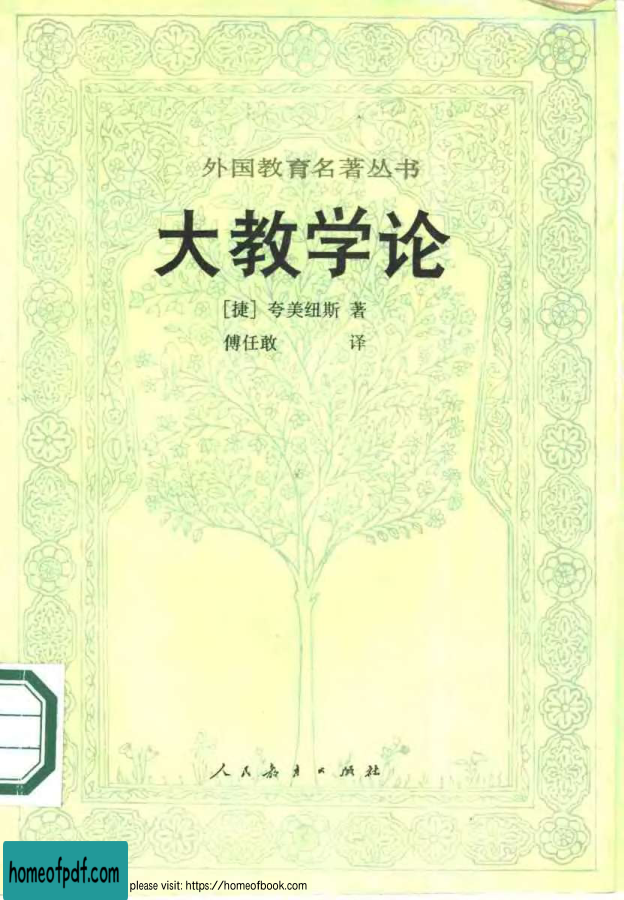 外国教育名著丛书
大教学论
[捷] 夸美纽斯 著
傅任敢 译
人民教育出版社
homeofpdf.com
please visit: https://homeofbook.com